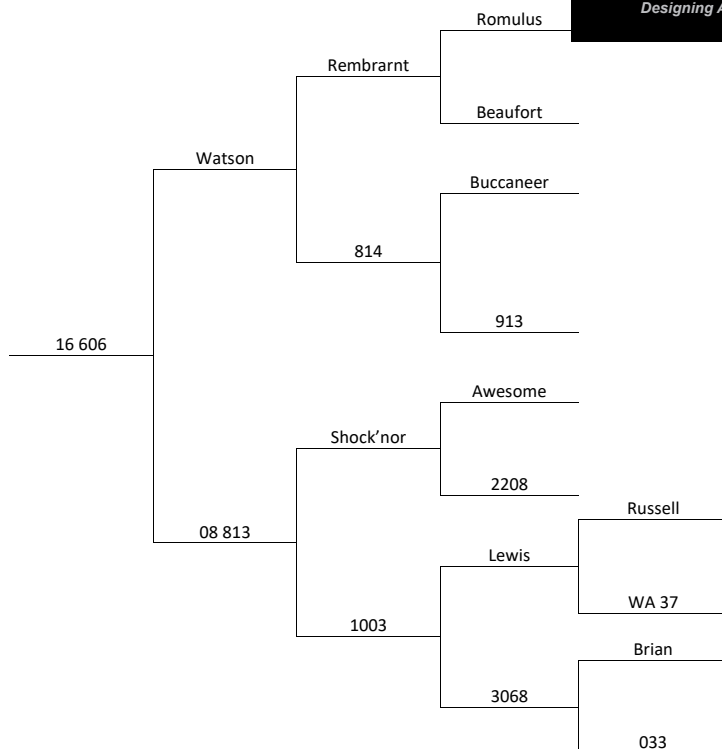 Designing A
Romulus
Rembrarnt
Beaufort
Watson
Buccaneer
814
913
16 606
Awesome
Shock'nor
2208
Russell
08 813
Lewis
WA 37
1003
Brian
3068
033